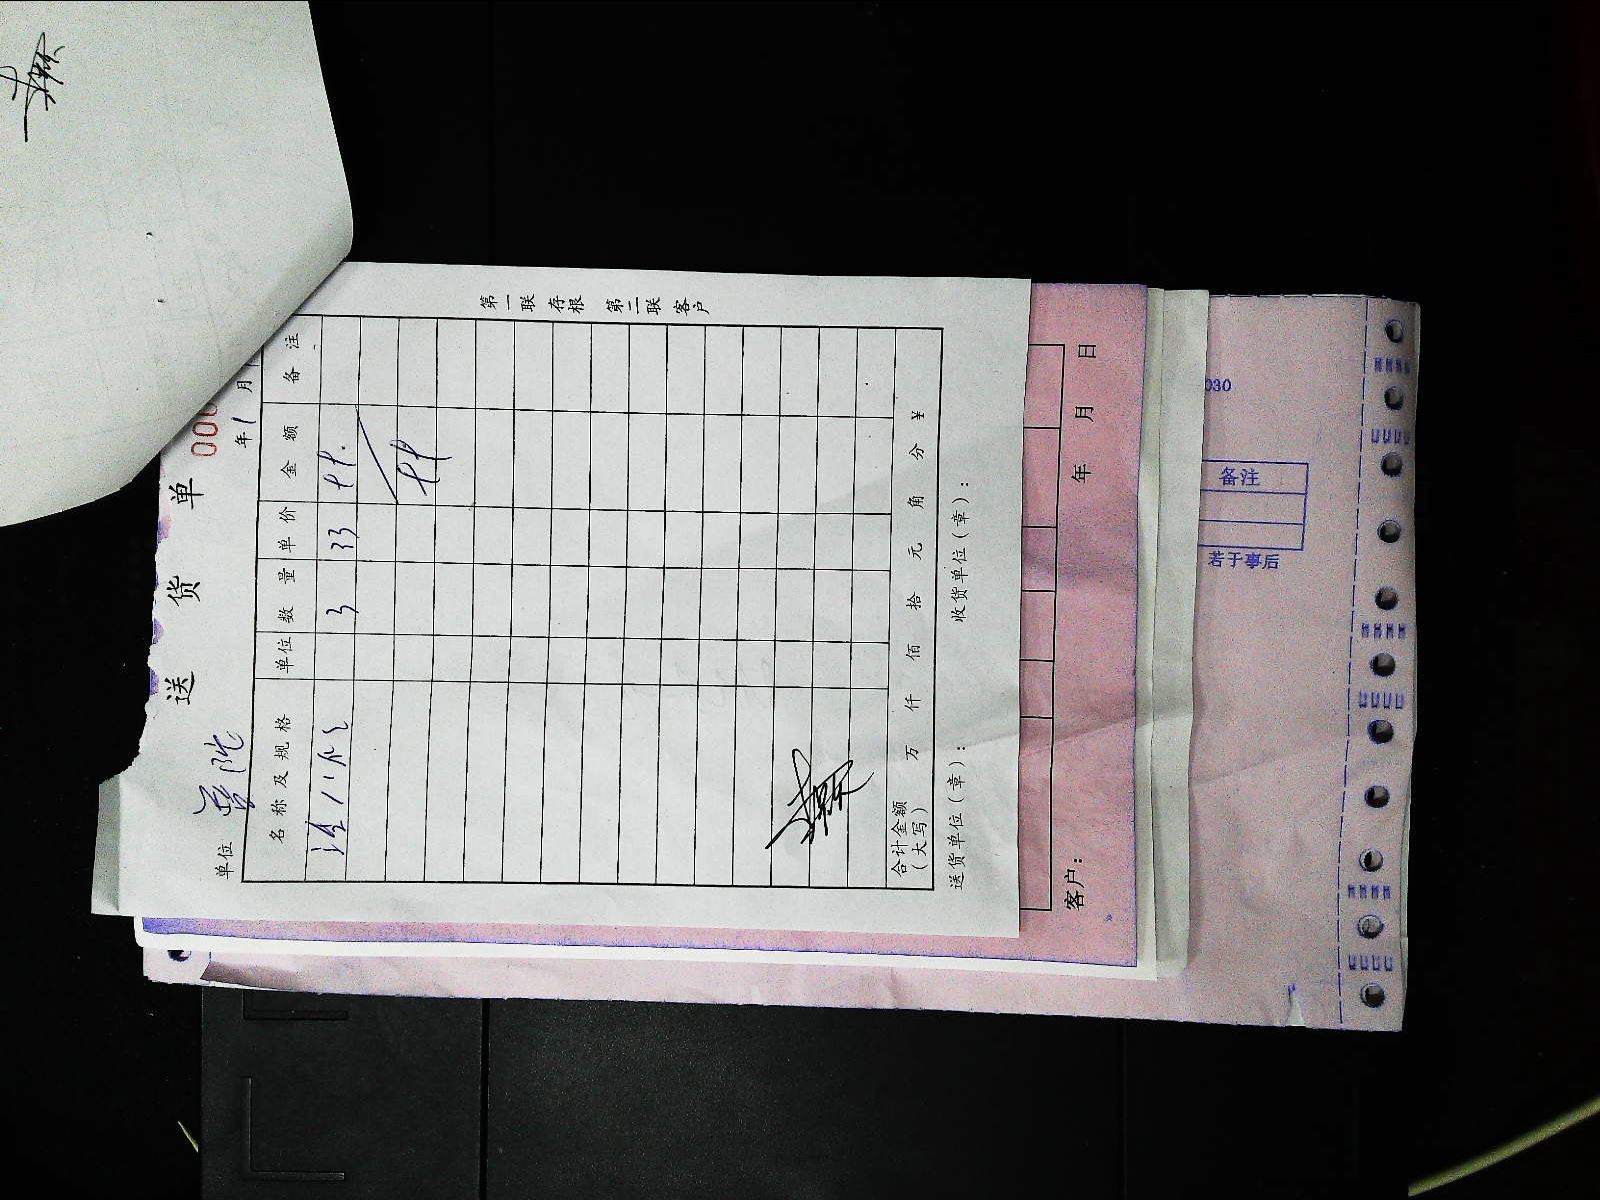 送 货 单
000
单位
年 1 月
名 称 及 规 格 单位 数 量 单 价 金 额 备 注
3 33 99.
99
合计金额
(大写) 万 仟 佰 拾 元 角 分 ¥
送货单位(章): 收货单位(章):
第一联 存根 第二联 客户
客户: 年 月 日
030
备注
若于事后